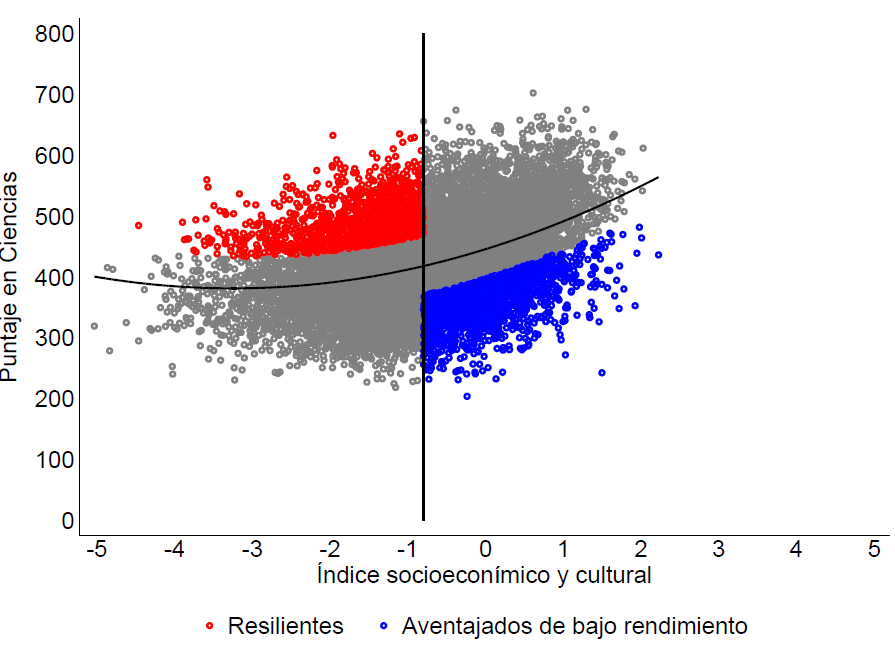 800
700
600
500
400
300
200
100
0
Puntaje en Ciencias
-5 -4 -3 -2 -1 0 1 2 3 4 5
Índice socioeconímico y cultural
Resilientes Aventajados de bajo rendimiento